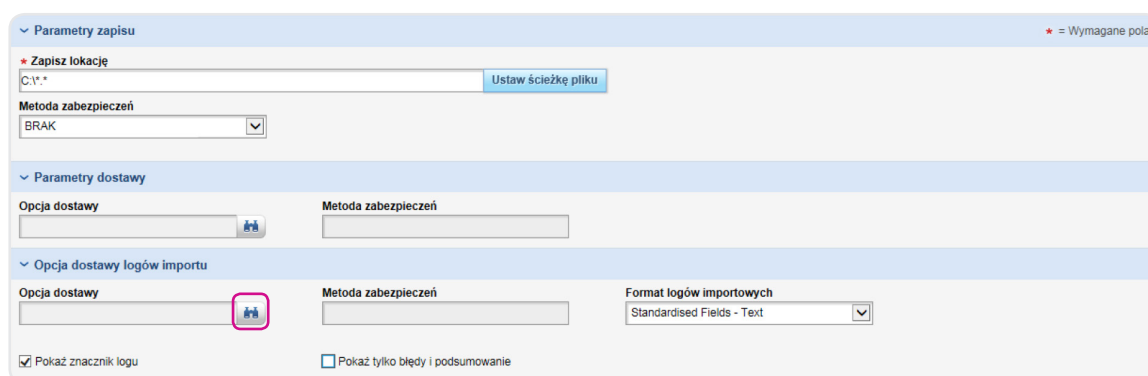 Parametry zapisu
* = Wymagane pola
* Zapisz lokację
C:\*.* Ustaw ścieżkę pliku
Metoda zabezpieczeń
BRAK
Parametry dostawy
Opcja dostawy Metoda zabezpieczeń
Opcja dostawy logów importu
Opcja dostawy Metoda zabezpieczeń Format logów importowych
Standardised Fields - Text
Pokaż znacznik logu Pokaż tylko błędy i podsumowanie